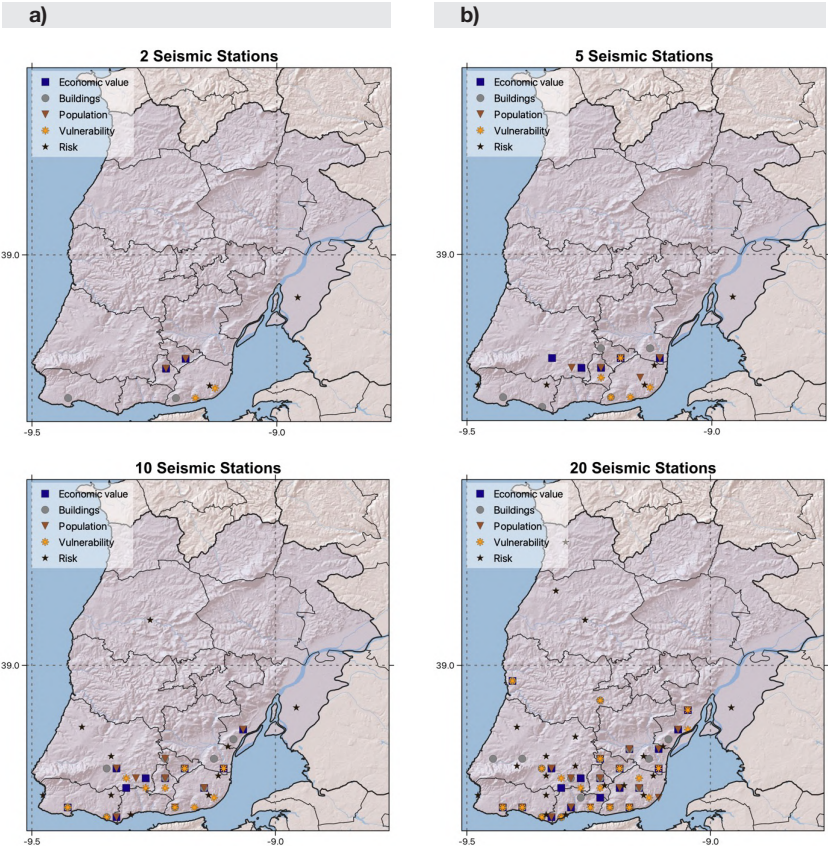 a)
b)
2 Seismic Stations
5 Seismic Stations
Economic value
Buildings
Population
Vulnerability
Risk
Economic value
Buildings
Population
Vulnerability
Risk
39.0
39.0
-9.5
-9.0
-9.5
-9.0
10 Seismic Stations
20 Seismic Stations
Economic value
Buildings
Population
Vulnerability
Risk
Economic value
Buildings
Population
Vulnerability
Risk
39.0
39.0
-9.5
-9.0
-9.5
-9.0